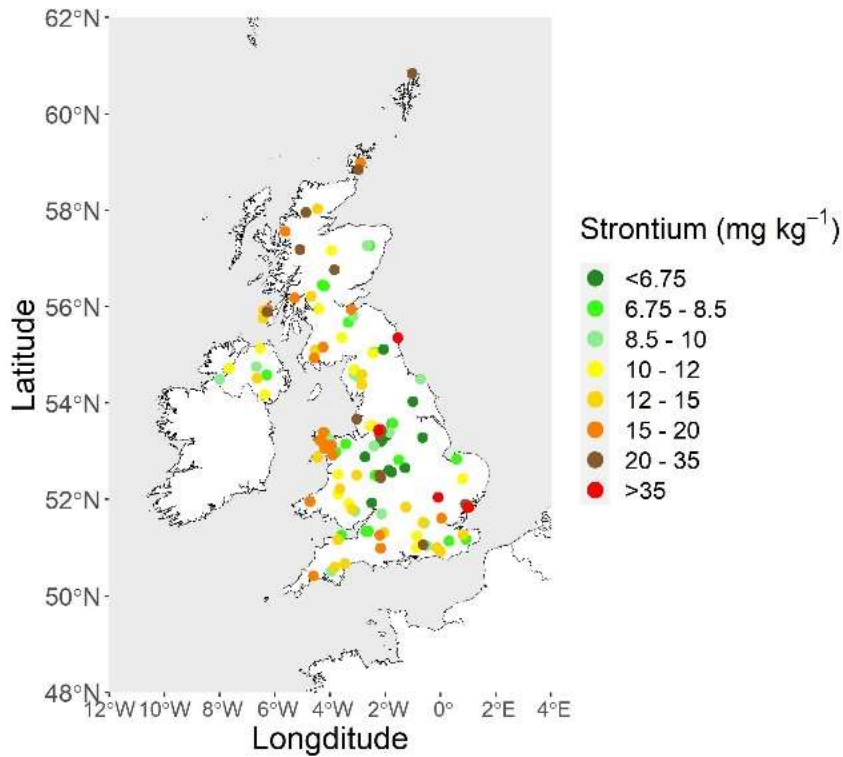 62°N
60°N
58°N
56°N
54°N
52°N
50°N
48°N
Latitude
12°W 10°W 8°W 6°W 4°W 2°W 0° 2°E 4°E
Longditude
Strontium (mg kg⁻¹)
<6.75
6.75 - 8.5
8.5 - 10
10 - 12
12 - 15
15 - 20
20 - 35
>35